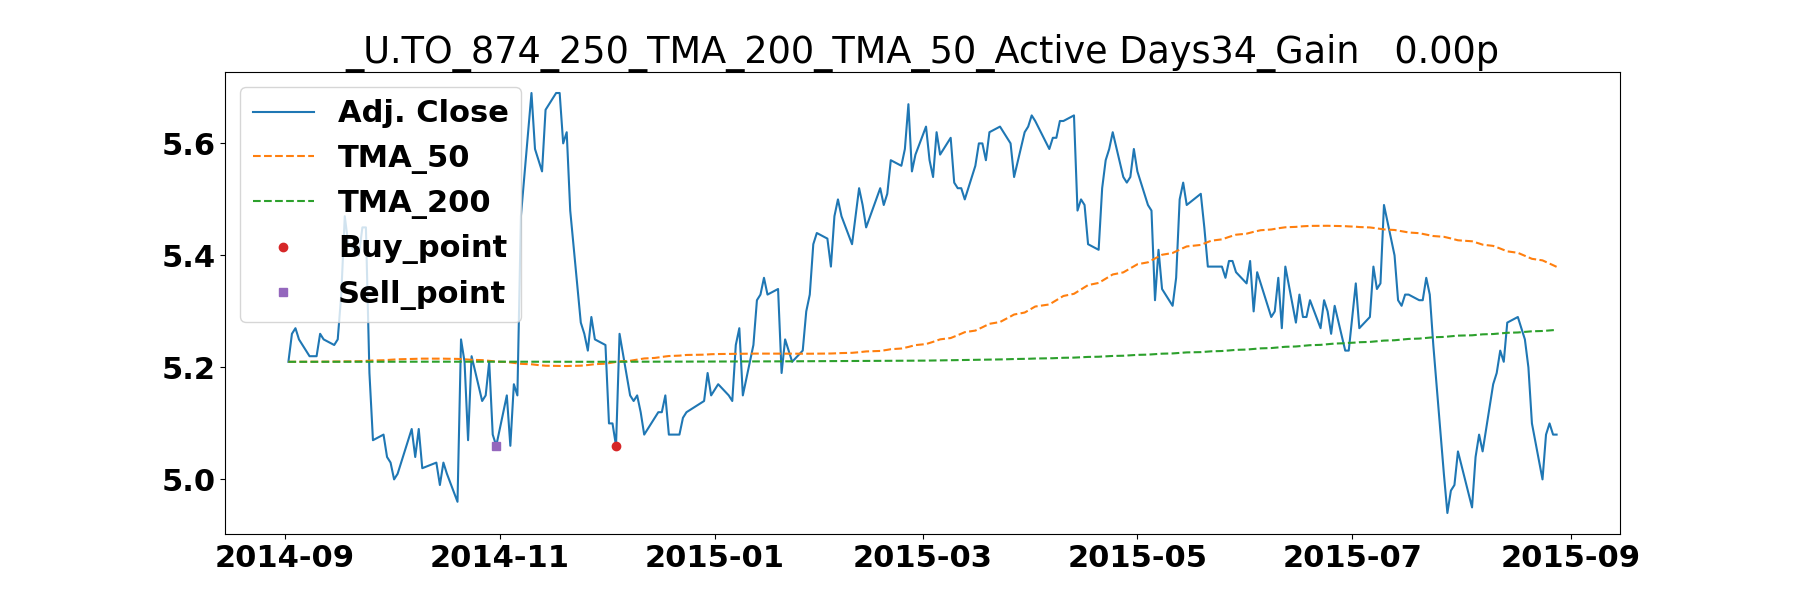 _U.TO_874_250_TMA_200_TMA_50_Active Days34_Gain   0.00p
Adj. Close
TMA_50
TMA_200
Buy_point
Sell_point
5.6
5.4
5.2
5.0
2014-09 2014-11 2015-01 2015-03 2015-05 2015-07 2015-09